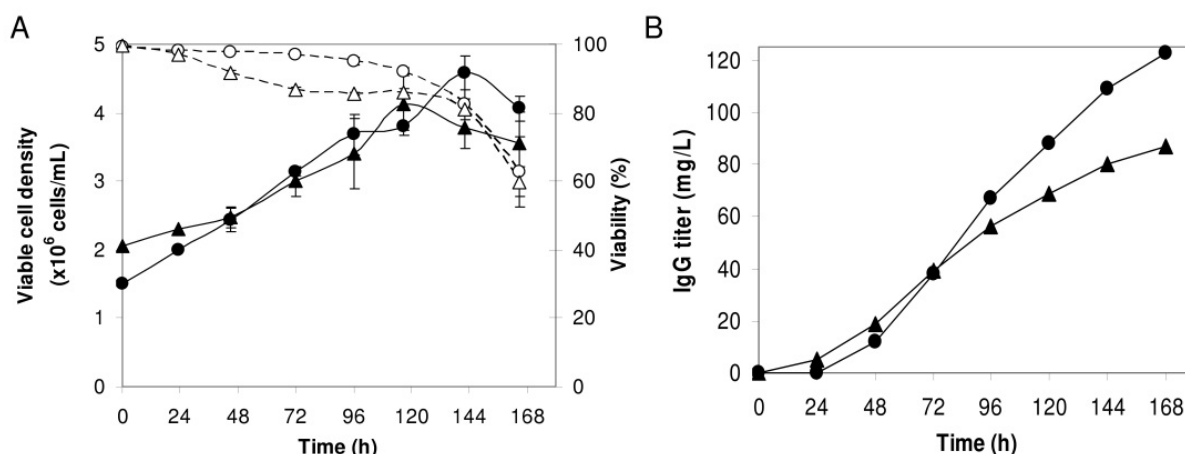 A
Viable cell density
(x10⁶ cells/mL)
5
4
3
2
1
0
100
80
60
40
20
0
Viability (%)
0 24 48 72 96 120 144 168
Time (h)
B
IgG titer (mg/L)
120
100
80
60
40
20
0
0 24 48 72 96 120 144 168
Time (h)